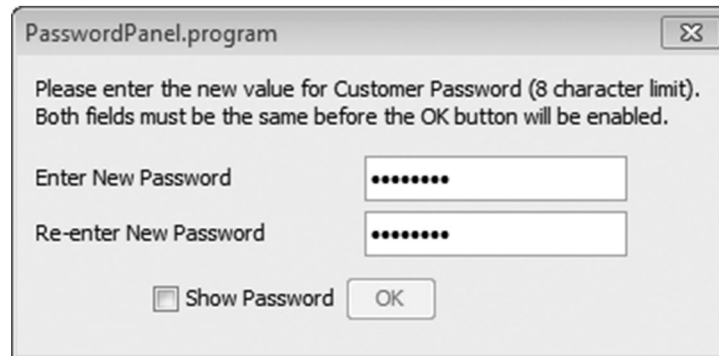 PasswordPanel.program
Please enter the new value for Customer Password (8 character limit).
Both fields must be the same before the OK button will be enabled.
Enter New Password ••••••••
Re-enter New Password ••••••••
Show Password OK